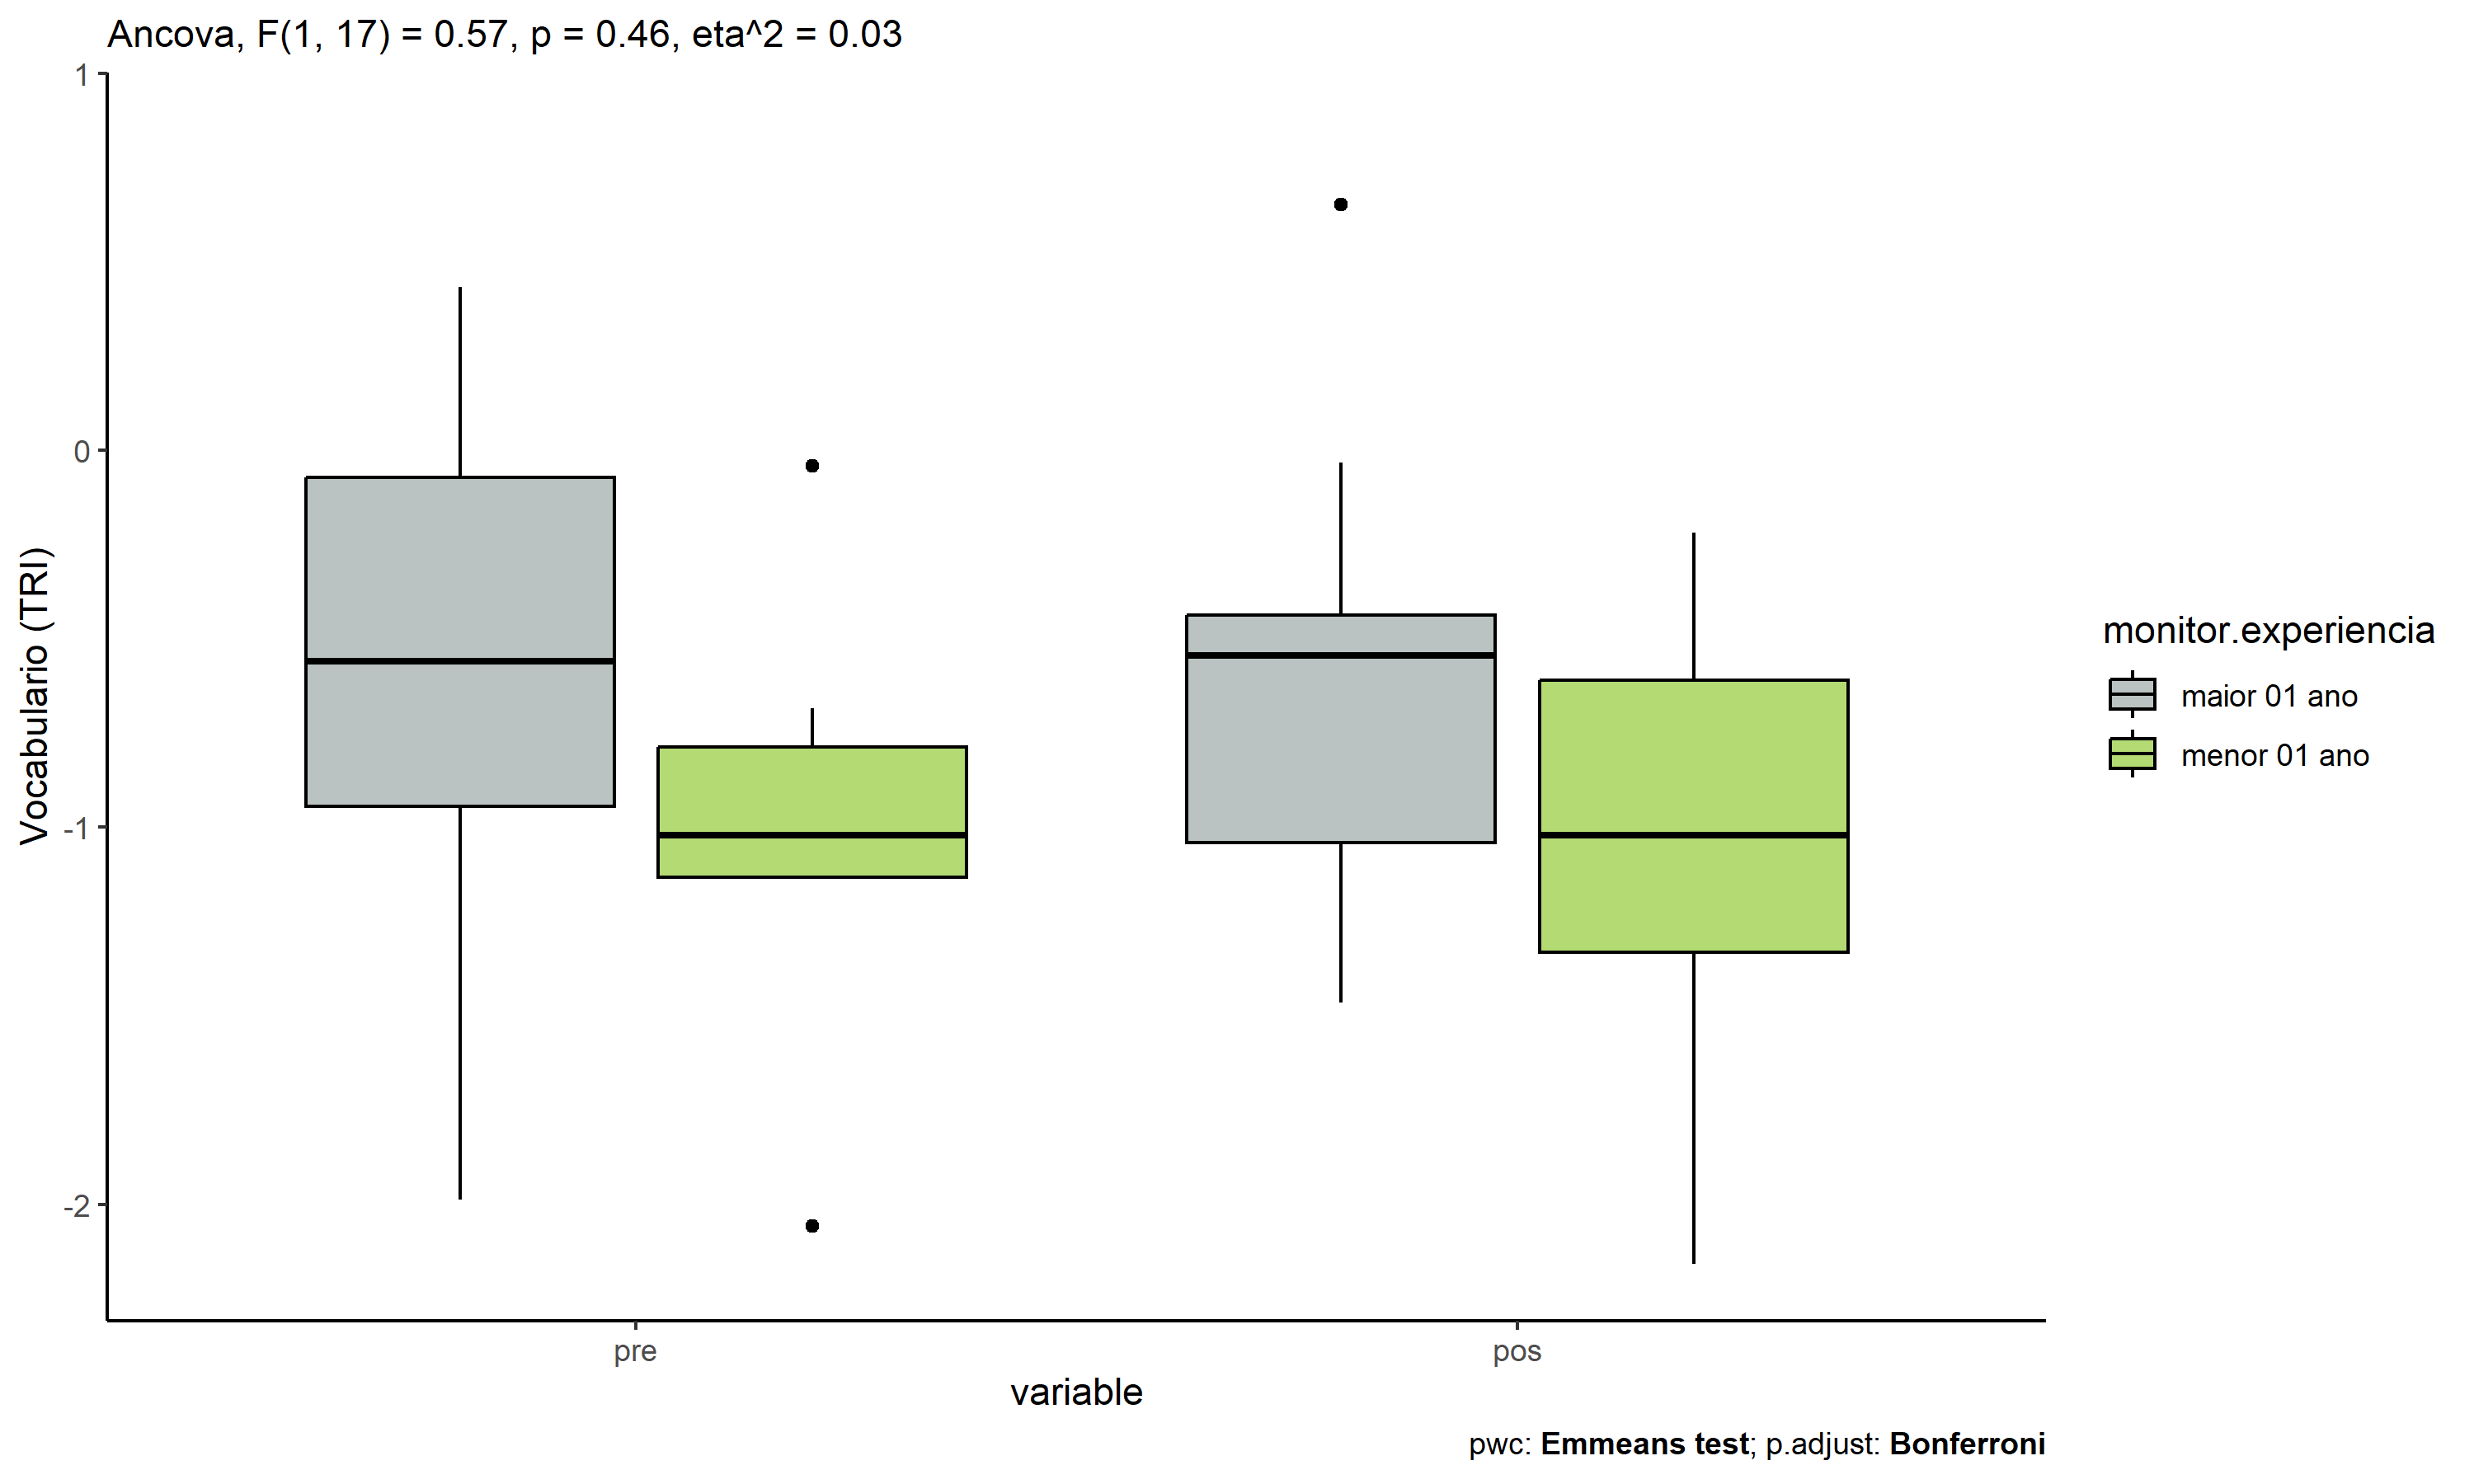 Ancova, F(1, 17) = 0.57, p = 0.46, eta^2 = 0.03
1
0
-1
-2
Vocabulario (TRI)
pre
pos
variable
monitor.experiencia
maior 01 ano
menor 01 ano
pwc: Emmeans test; p.adjust: Bonferroni